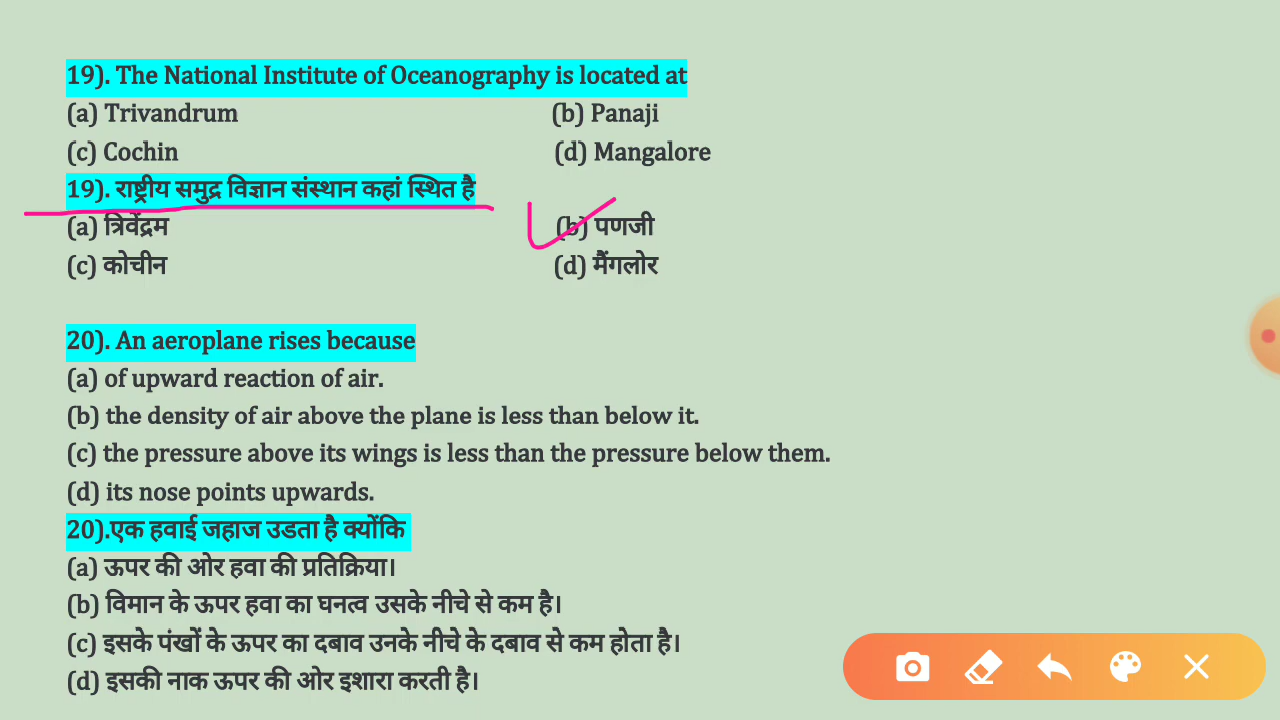 19). The National Institute of Oceanography is located at
(a) Trivandrum (b) Panaji
(c) Cochin (d) Mangalore
19). राष्ट्रीय समुद्र विज्ञान संस्थान कहां स्थित है
(a) त्रिवेंद्रम (b) पणजी
(c) कोचीन (d) मैंगलोर
20). An aeroplane rises because
(a) of upward reaction of air.
(b) the density of air above the plane is less than below it.
(c) the pressure above its wings is less than the pressure below them.
(d) its nose points upwards.
20).एक हवाई जहाज उडता है क्योंकि
(a) ऊपर की ओर हवा की प्रतिक्रिया।
(b) विमान के ऊपर हवा का घनत्व उसके नीचे से कम है।
(c) इसके पंखों के ऊपर का दबाव उनके नीचे के दबाव से कम होता है।
(d) इसकी नाक ऊपर की ओर इशारा करती है।